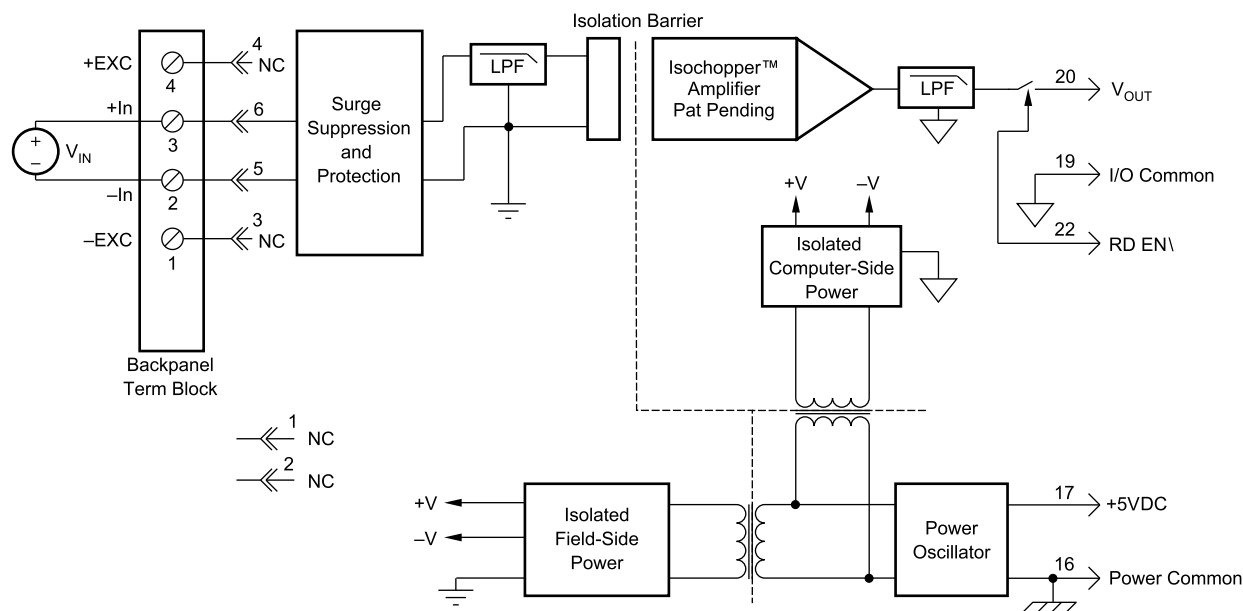 Isolation Barrier
+EXC
4
4
NC
+In
3
6
+
–
VIN
–In
2
5
–EXC
1
3
NC
Backpanel
Term Block
Surge
Suppression
and
Protection
LPF
Isochopper™
Amplifier
Pat Pending
LPF
20
VOUT
19
I/O Common
22
RD EN\
+V
–V
Isolated
Computer-Side
Power
1
NC
2
NC
+V
–V
Isolated
Field-Side
Power
Power
Oscillator
17
+5VDC
16
Power Common